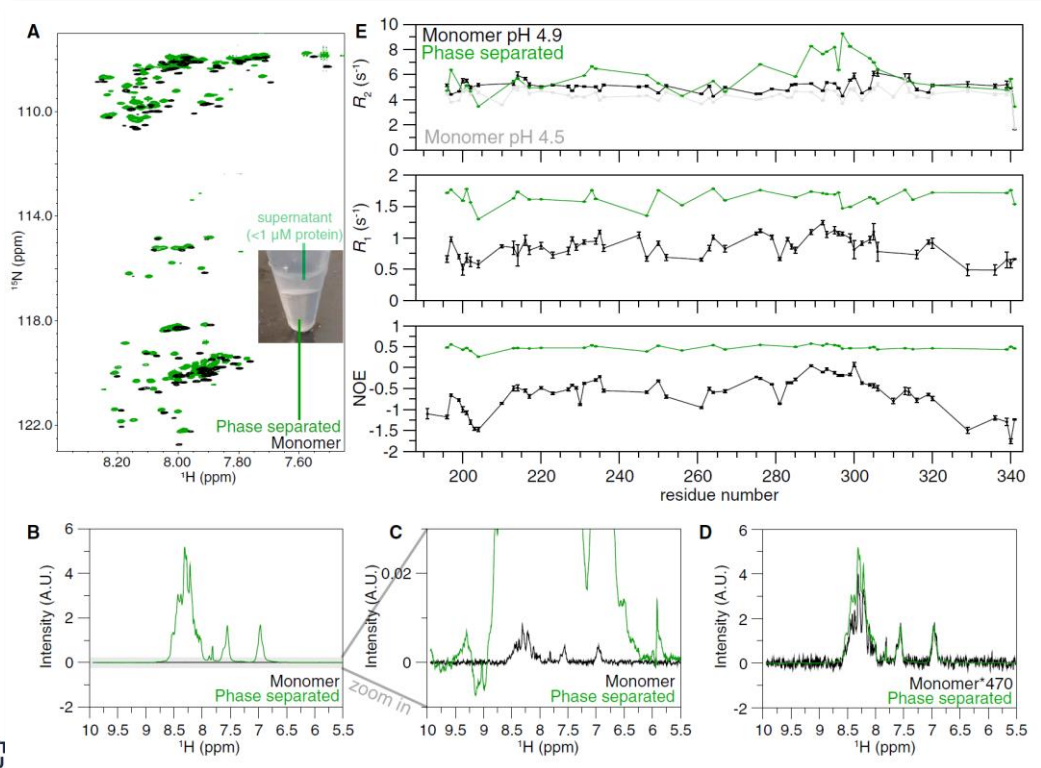 A
110.0
114.0
118.0
122.0
¹⁵N (ppm)
8.20 8.00 7.80 7.60
¹H (ppm)
supernatant
(<1 μM protein)
Phase separated
Monomer
E
10
8
6
4
2
0
R₂ (s⁻¹)
Monomer pH 4.9
Phase separated
Monomer pH 4.5
2
1.5
1
0.5
0
R₁ (s⁻¹)
1
0.5
0
-0.5
-1
-1.5
-2
NOE
200 220 240 260 280 300 320 340
residue number
B
6
4
2
0
-2
Intensity (A.U.)
Monomer
Phase separated
10 9.5 9 8.5 8 7.5 7 6.5 6 5.5
¹H (ppm)
zoom in
C
0.02
0
Intensity (A.U.)
Monomer
Phase separated
10 9.5 9 8.5 8 7.5 7 6.5 6 5.5
¹H (ppm)
D
6
4
2
0
-2
Intensity (A.U.)
Monomer*470
Phase separated
10 9.5 9 8.5 8 7.5 7 6.5 6 5.5
¹H (ppm)